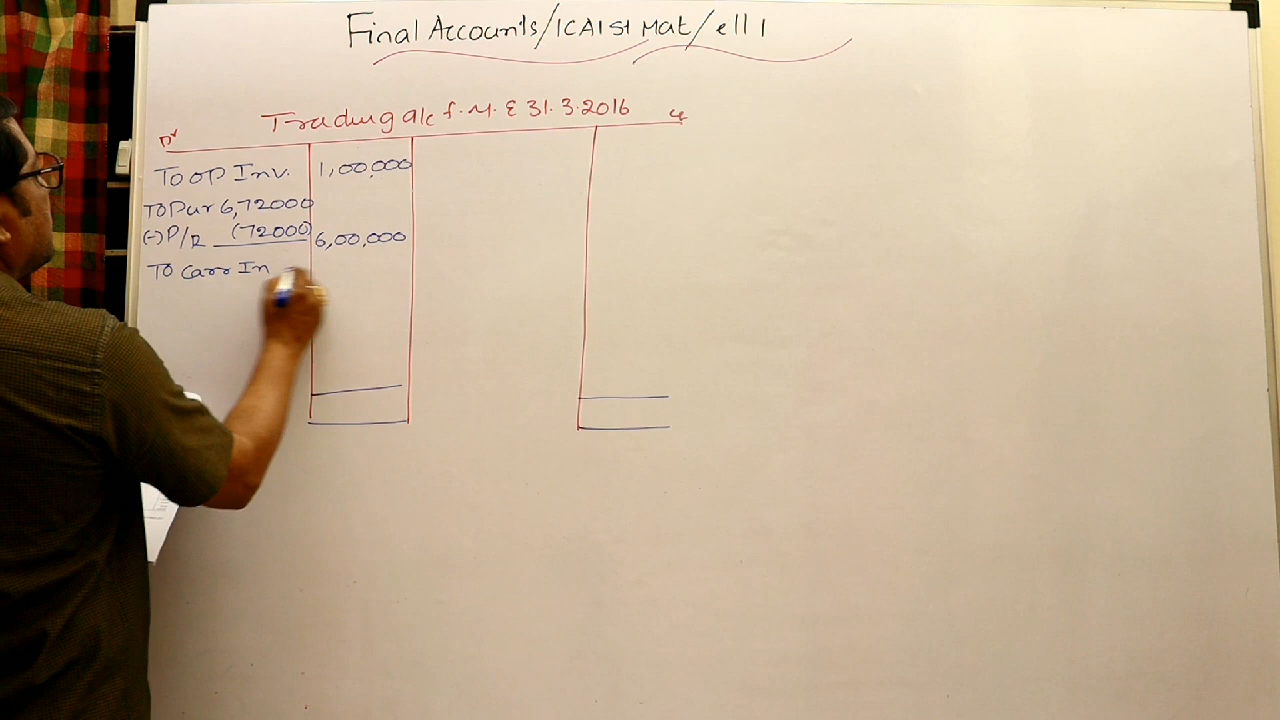 Final Accounts/ICAI St Mat/ell 1
Trading a/c f.y.E 31.3.2016
Dr
Cr
To OP Inv. 1,00,000
To Pur 6,72000
(-) P/R (72000) 6,00,000
To Carr In